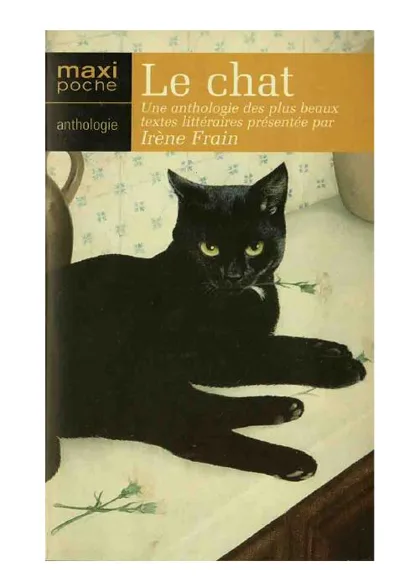 maxi
poche
anthologie
Le chat
Une anthologie des plus beaux
textes littéraires présentée par
Irène Frain